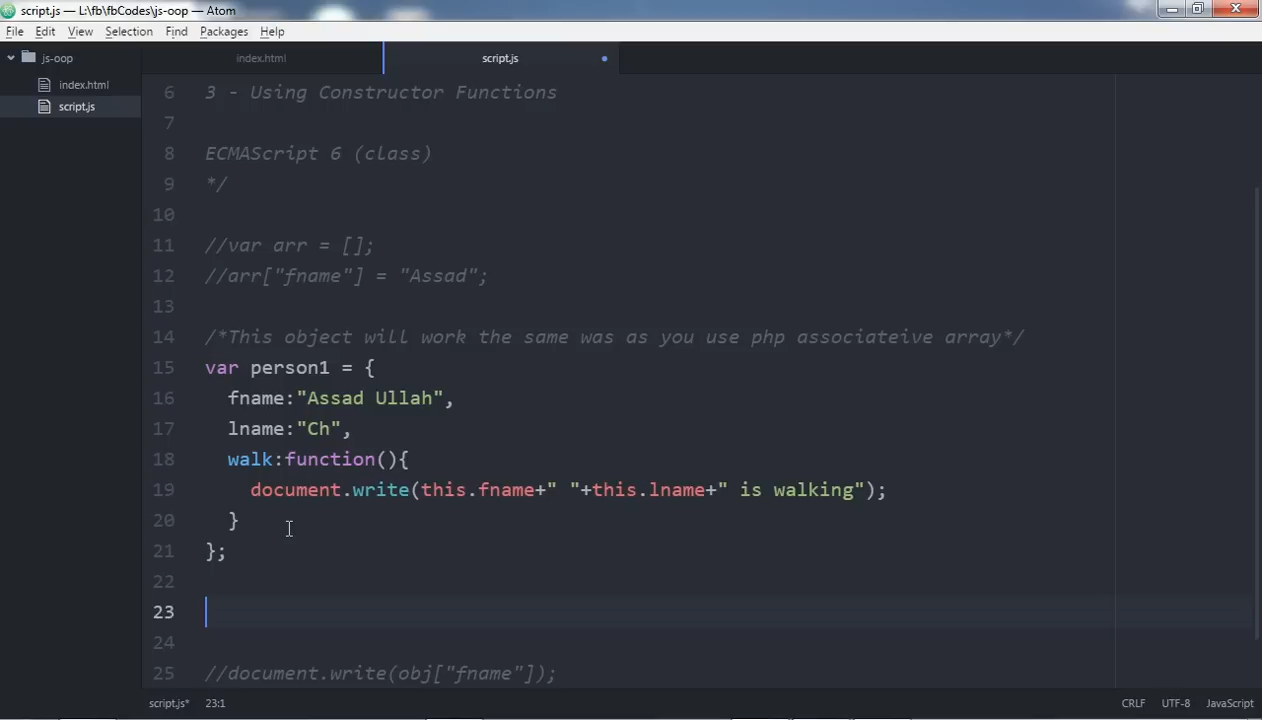 script.js — L:\fb\fbCodes\js-oop — Atom
File Edit View Selection Find Packages Help
js-oop
index.html
script.js
index.html script.js
6 3 - Using Constructor Functions
7
8 ECMAScript 6 (class)
9 */
10
11 //var arr = [];
12 //arr["fname"] = "Assad";
13
14 /*This object will work the same was as you use php associateive array*/
15 var person1 = {
16 fname:"Assad Ullah",
17 lname:"Ch",
18 walk:function(){
19 document.write(this.fname+" "+this.lname+" is walking");
20 }
21 };
22
23
24
25 //document.write(obj["fname"]);
script.js* 23:1 CRLF UTF-8 JavaScript